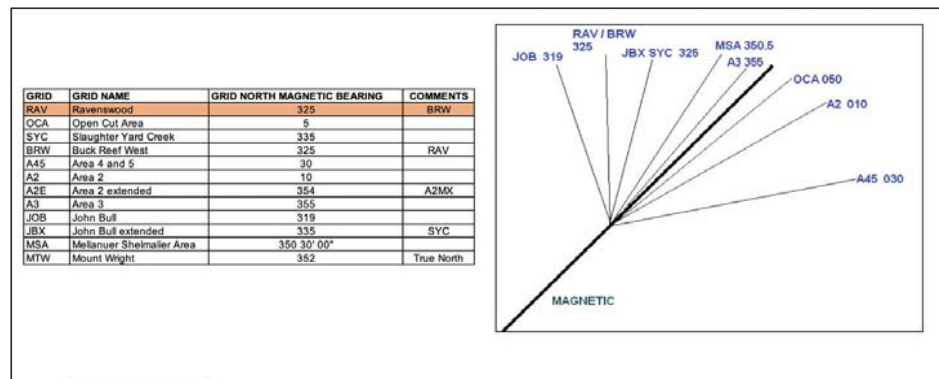 GRID GRID NAME GRID NORTH MAGNETIC BEARING COMMENTS
RAV Ravenswood 325 BRW
OCA Open Cut Area 5
SYC Slaughter Yard Creek 335
BRW Buck Reef West 325 RAV
A45 Area 4 and 5 30
A2 Area 2 10
A2E Area 2 extended 354 A2MX
A3 Area 3 355
JOB John Bull 319
JBX John Bull extended 335 SYC
MSA Mellanuer Shelmalier Area 350 30' 00"
MTW Mount Wright 352 True North
RAV / BRW
325
JOB 319
JBX SYC 325
MSA 350.5
A3 355
OCA 050
A2 010
A45 030
MAGNETIC